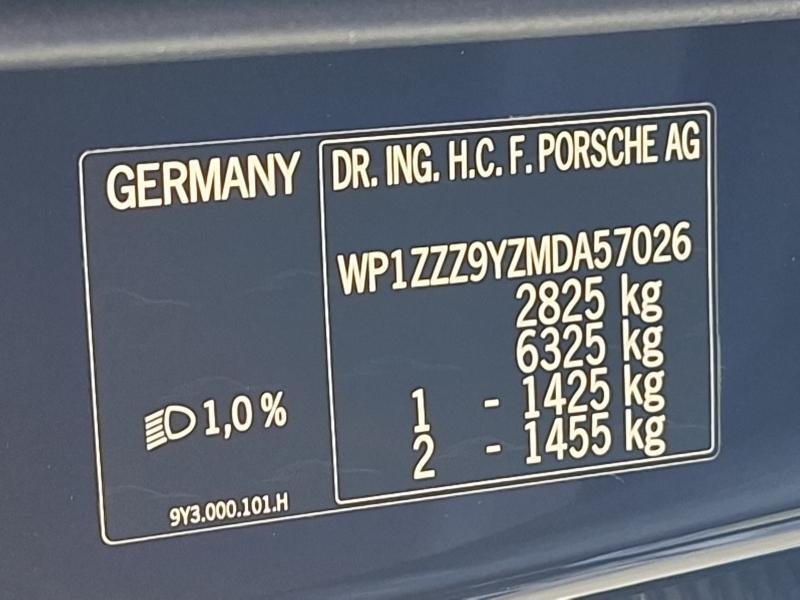 GERMANY
DR. ING. H.C. F. PORSCHE AG
WP1ZZZ9YZMDA57026
2825 kg
6325 kg
1 - 1425 kg
2 - 1455 kg
1,0 %
9Y3.000.101.H